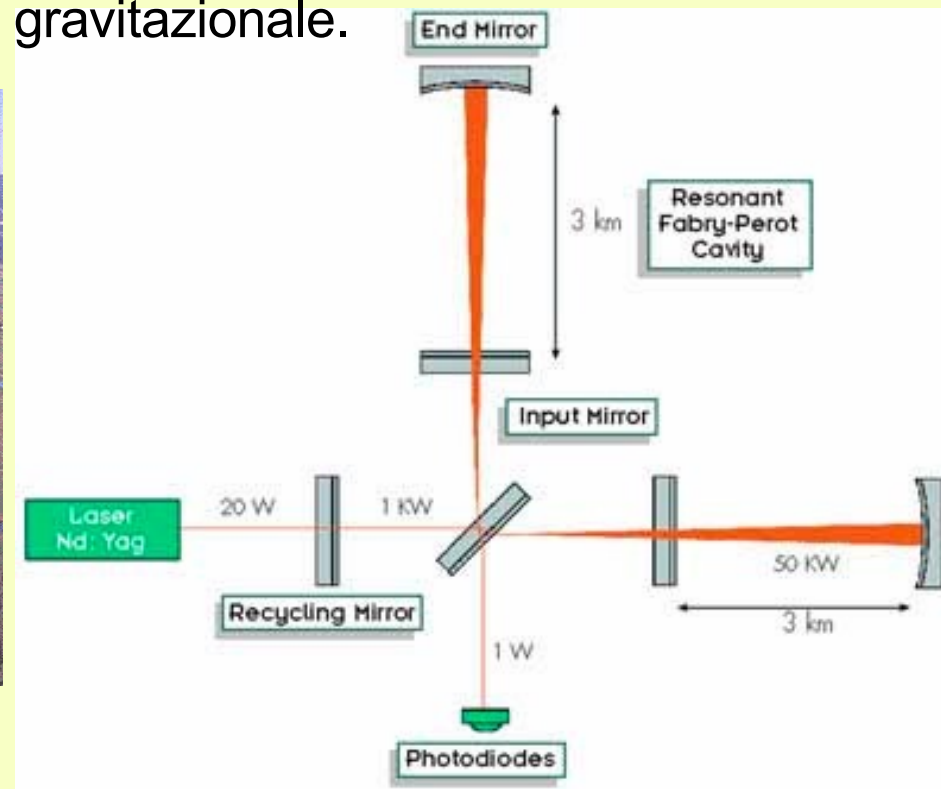 gravitazionale.
End Mirror
3 km
Resonant
Fabry-Perot
Cavity
Input Mirror
Laser
Nd: Yag
20 W
1 KW
50 KW
3 km
Recycling Mirror
1 W
Photodiodes